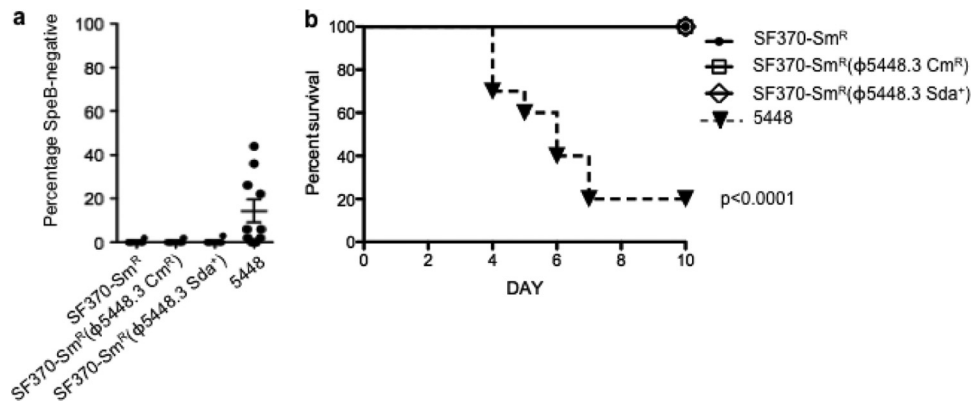 a
Percentage SpeB-negative
100
80
60
40
20
0
SF370-Smᴿ
SF370-Smᴿ(ϕ5448.3 Cmᴿ)
SF370-Smᴿ(ϕ5448.3 Sda⁺)
5448
b
Percent survival
100
80
60
40
20
0
0 2 4 6 8 10
DAY
SF370-Smᴿ
SF370-Smᴿ(ϕ5448.3 Cmᴿ)
SF370-Smᴿ(ϕ5448.3 Sda⁺)
5448
p<0.0001